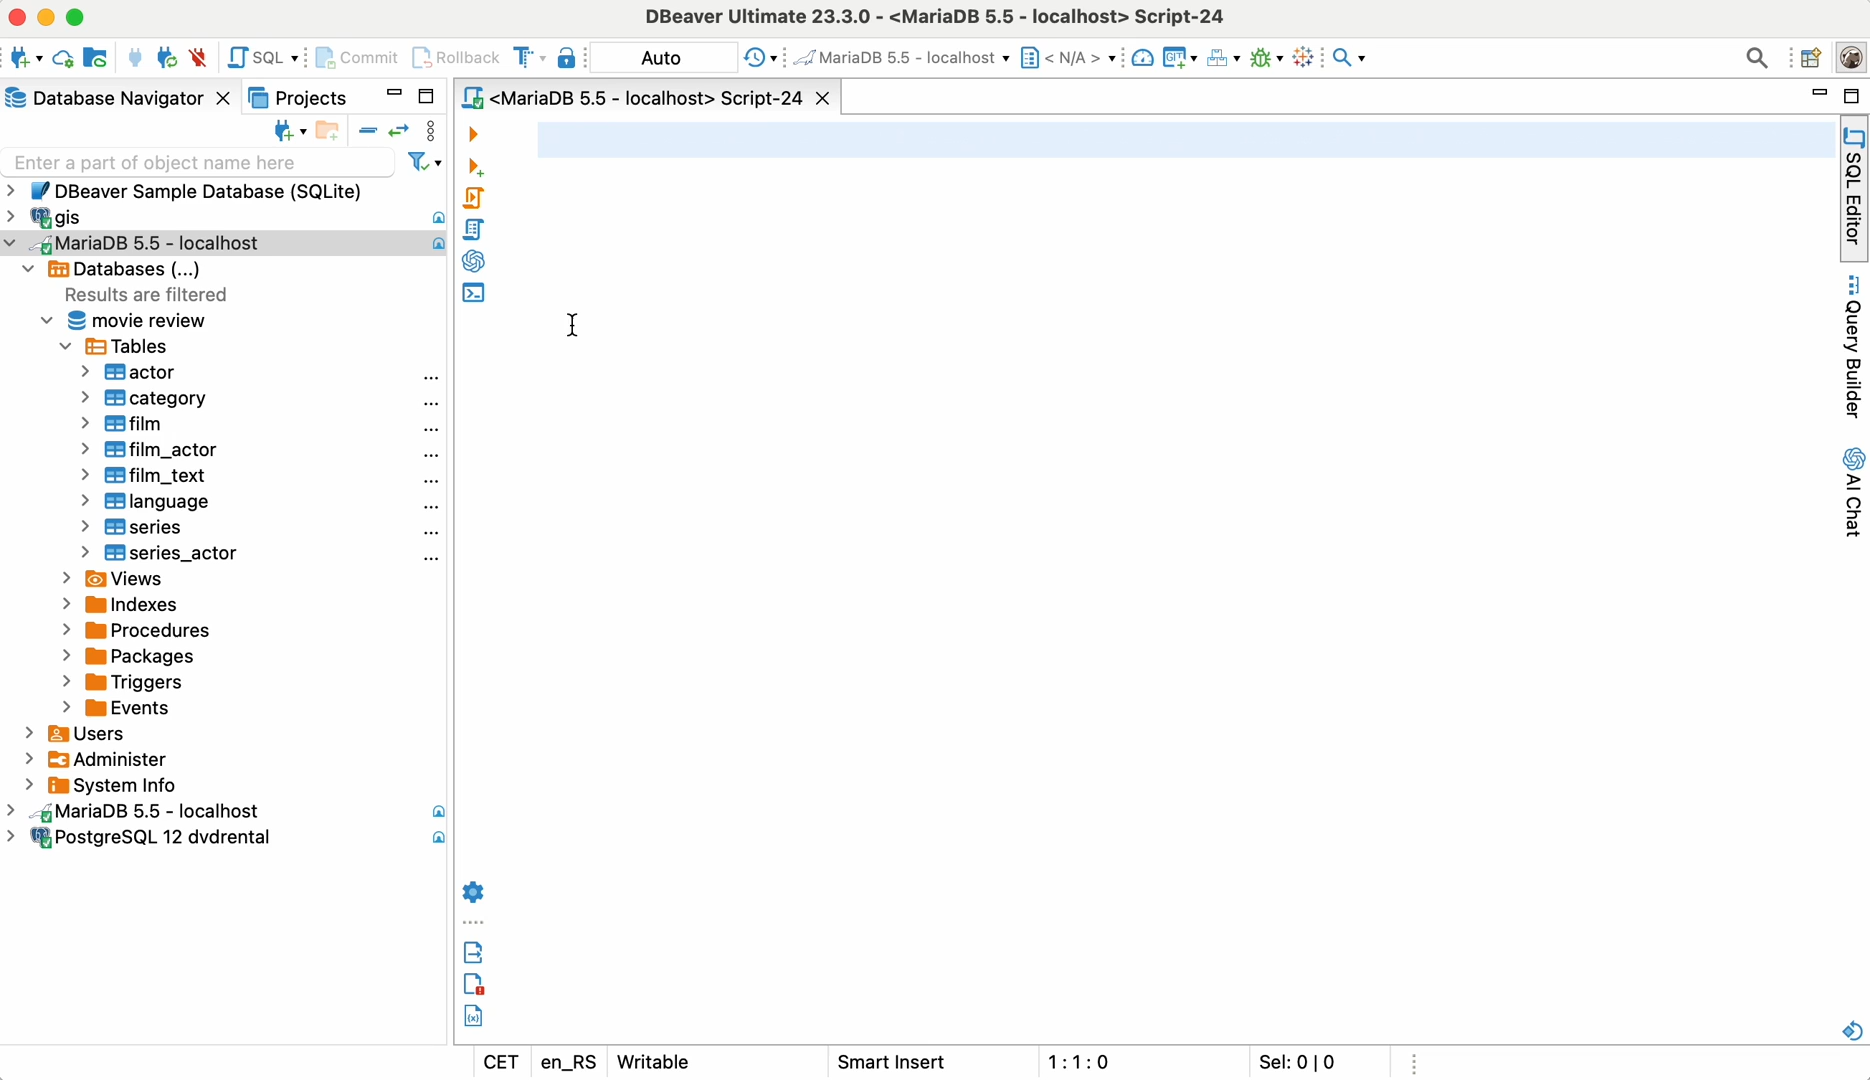 DBeaver Ultimate 23.3.0 - <MariaDB 5.5 - localhost> Script-24
SQL Commit Rollback Auto MariaDB 5.5 - localhost < N/A >
Database Navigator Projects
<MariaDB 5.5 - localhost> Script-24
Enter a part of object name here
DBeaver Sample Database (SQLite)
gis
MariaDB 5.5 - localhost
Databases (...)
Results are filtered
movie review
Tables
actor ...
category ...
film ...
film_actor ...
film_text ...
language ...
series ...
series_actor ...
Views
Indexes
Procedures
Packages
Triggers
Events
Users
Administer
System Info
MariaDB 5.5 - localhost
PostgreSQL 12 dvdrental
SQL Editor
Query Builder
AI Chat
CET en_RS Writable Smart Insert 1 : 1 : 0 Sel: 0 | 0